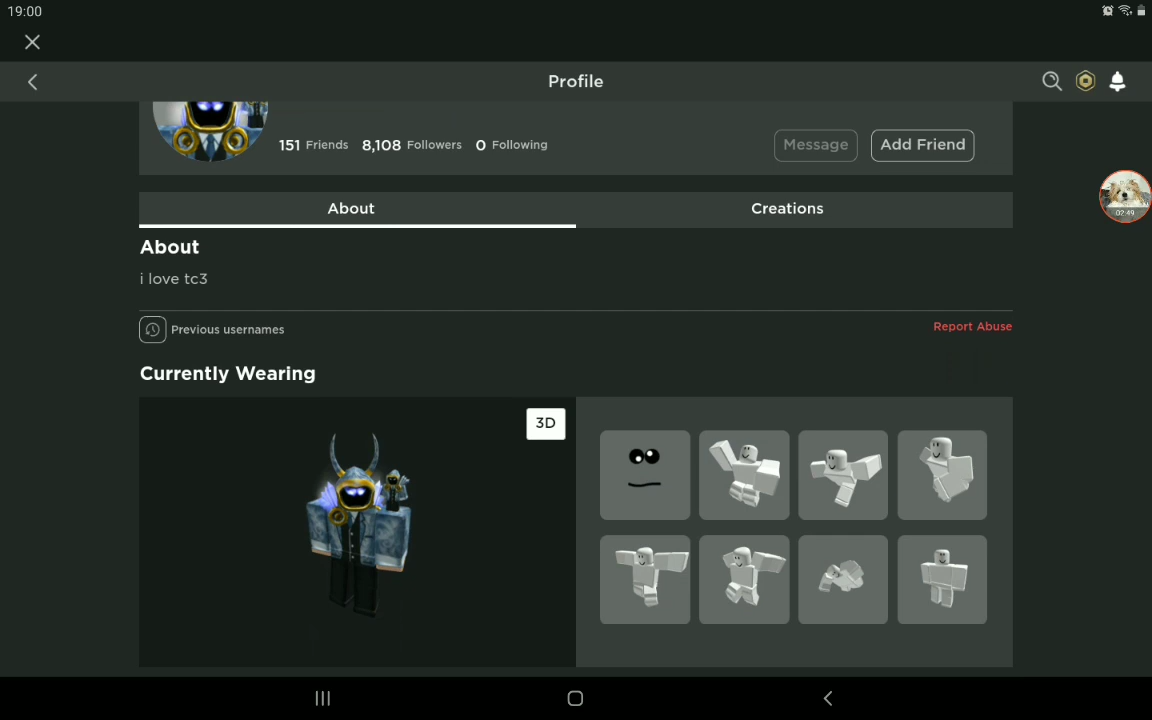 19:00
Profile
151 Friends 8,108 Followers 0 Following
Message
Add Friend
02:49
About
Creations
About
i love tc3
Previous usernames
Report Abuse
Currently Wearing
3D